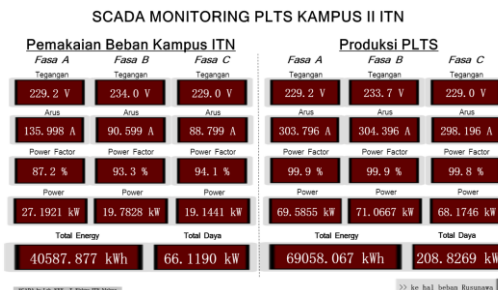 SCADA MONITORING PLTS KAMPUS II ITN
Pemakaian Beban Kampus ITN
Produksi PLTS
Fasa A Fasa B Fasa C
Fasa A Fasa B Fasa C
Tegangan Tegangan Tegangan
Tegangan Tegangan Tegangan
229.2 V 234.0 V 229.0 V
229.2 V 233.7 V 229.0 V
Arus Arus Arus
Arus Arus Arus
135.998 A 90.599 A 88.799 A
303.796 A 304.396 A 298.196 A
Power Factor Power Factor Power Factor
Power Factor Power Factor Power Factor
87.2 % 93.3 % 94.1 %
99.9 % 99.9 % 99.8 %
Power Power Power
Power Power Power
27.1921 kW 19.7828 kW 19.1441 kW
69.5855 kW 71.0667 kW 68.1746 kW
Total Energy Total Daya
Total Energy Total Daya
40587.877 kWh 66.1190 kW
69058.067 kWh 208.8269 kW
>> ke hal beban Rusunawa